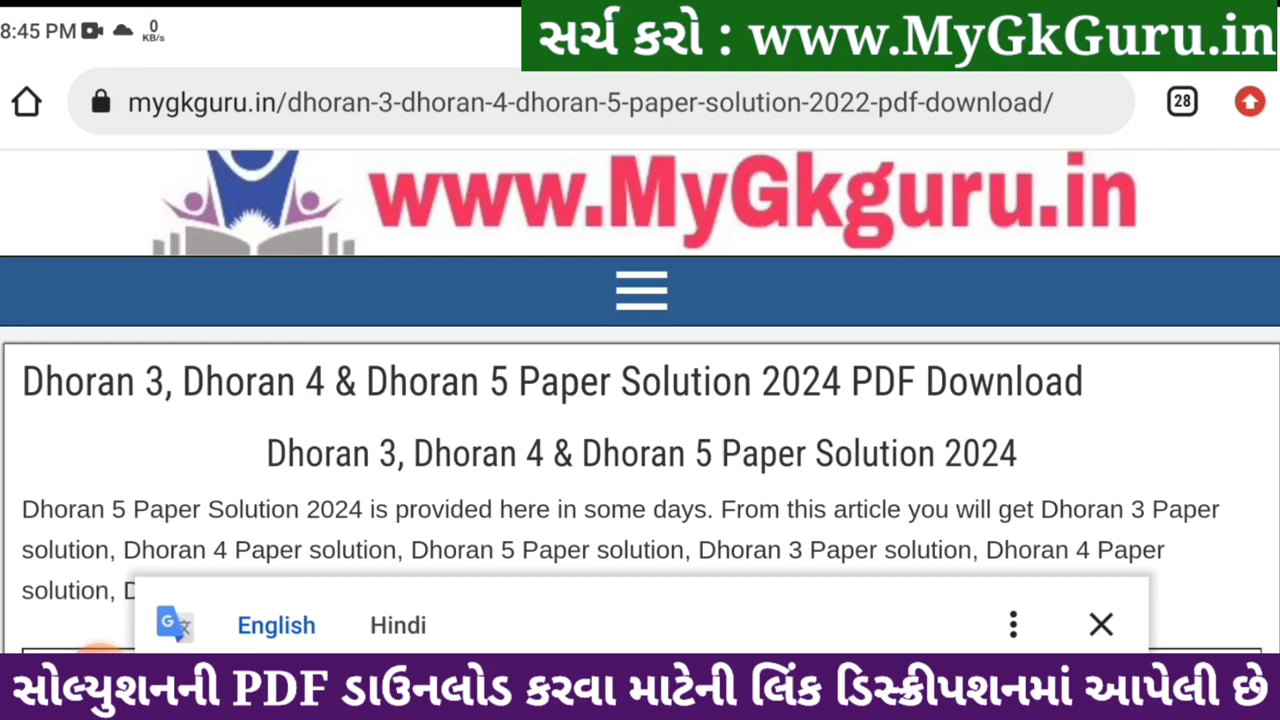 સર્ચ કરો : www.MyGkGuru.in
8:45 PM 0 KB/s
mygkguru.in/dhoran-3-dhoran-4-dhoran-5-paper-solution-2022-pdf-download/ 28
www.MyGkguru.in
Dhoran 3, Dhoran 4 & Dhoran 5 Paper Solution 2024 PDF Download
Dhoran 3, Dhoran 4 & Dhoran 5 Paper Solution 2024
Dhoran 5 Paper Solution 2024 is provided here in some days. From this article you will get Dhoran 3 Paper
solution, Dhoran 4 Paper solution, Dhoran 5 Paper solution, Dhoran 3 Paper solution, Dhoran 4 Paper
solution,
English Hindi
સોલ્યુશનની PDF ડાઉનલોડ કરવા માટેની લિંક ડિસ્ક્રીપશનમાં આપેલી છે